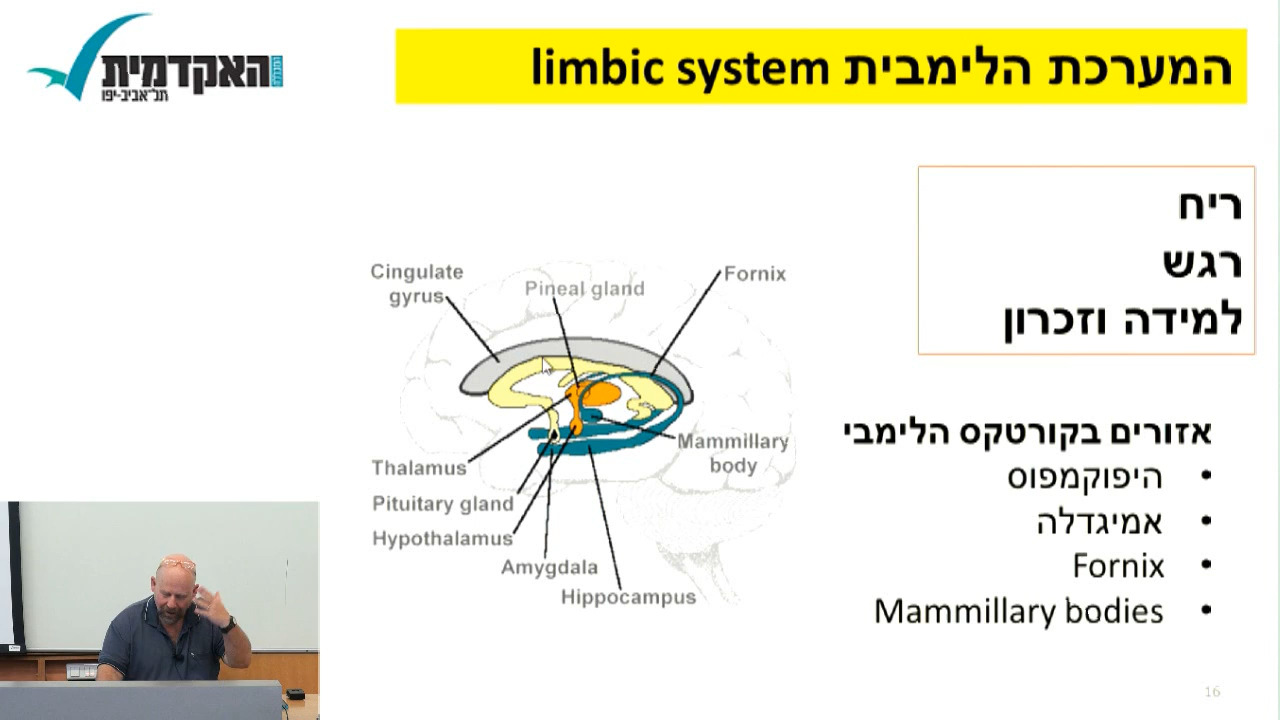 האקדמית
תל־אביב-יפו
המערכת הלימבית limbic system
ריח
רגש
למידה וזכרון
Cingulate
gyrus
Pineal gland
Fornix
Thalamus
Pituitary gland
Hypothalamus
Amygdala
Hippocampus
Mammillary
body
אזורים בקורטקס הלימבי
• היפוקמפוס
• אמיגדלה
• Fornix
• Mammillary bodies
16